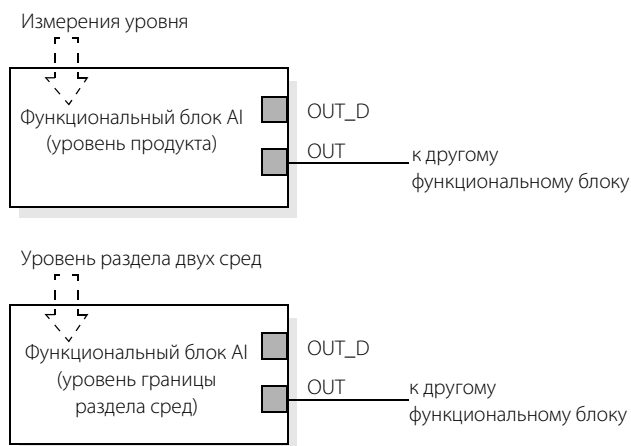 Измерения уровня
Функциональный блок AI
(уровень продукта)
OUT_D
OUT
к другому
функциональному блоку
Уровень раздела двух сред
Функциональный блок AI
(уровень границы
раздела сред)
OUT_D
OUT
к другому
функциональному блоку